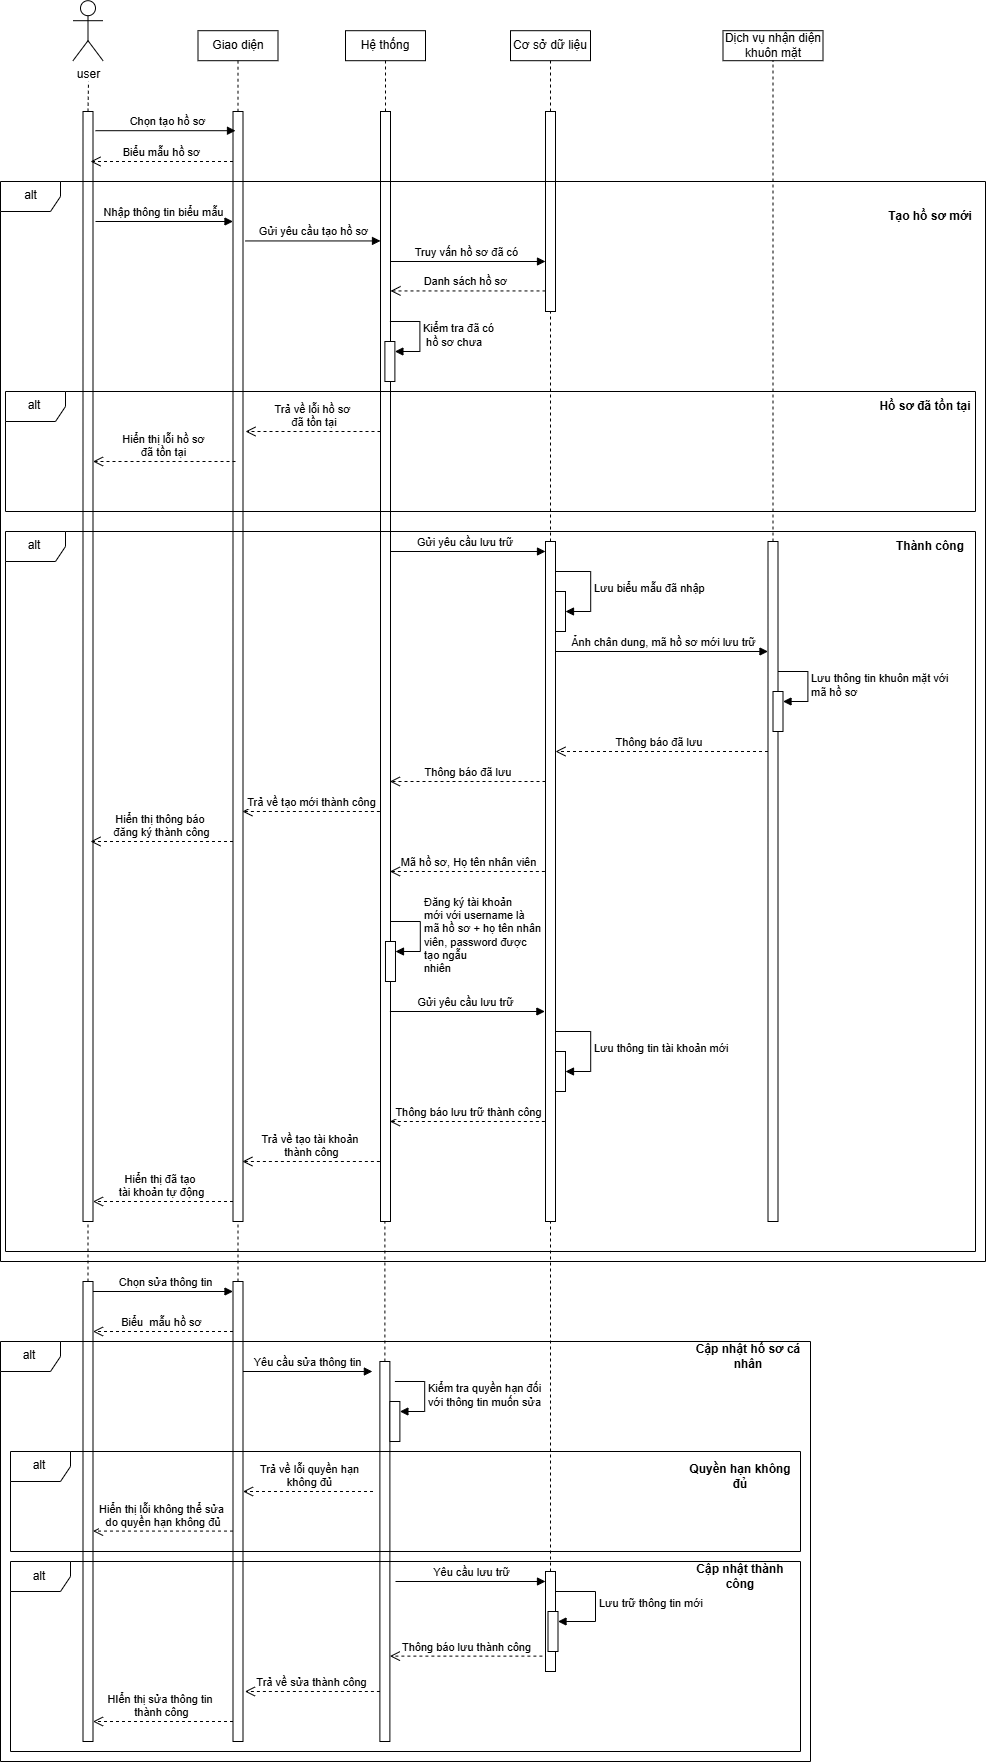 user
Giao diện
Hệ thống
Cơ sở dữ liệu
Dịch vụ nhận diện
khuôn mặt
Chọn tạo hồ sơ
Biểu mẫu hồ sơ
alt
Tạo hồ sơ mới
Nhập thông tin biểu mẫu
Gửi yêu cầu tạo hồ sơ
Truy vấn hồ sơ đã có
Danh sách hồ sơ
Kiểm tra đã có
hồ sơ chưa
alt
Hồ sơ đã tồn tại
Trả về lỗi hồ sơ
đã tồn tại
Hiển thị lỗi hồ sơ
đã tồn tại
alt
Thành công
Gửi yêu cầu lưu trữ
Lưu biểu mẫu đã nhập
Ảnh chân dung, mã hồ sơ mới lưu trữ
Lưu thông tin khuôn mặt với
mã hồ sơ
Thông báo đã lưu
Thông báo đã lưu
Trả về tạo mới thành công
Hiển thị thông báo
đăng ký thành công
Mã hồ sơ, Họ tên nhân viên
Đăng ký tài khoản
mới với username là
mã hồ sơ + họ tên nhân
viên, password được
tạo ngẫu
nhiên
Gửi yêu cầu lưu trữ
Lưu thông tin tài khoản mới
Thông báo lưu trữ thành công
Trả về tạo tài khoản
thành công
Hiển thị đã tạo
tài khoản tự động
Chọn sửa thông tin
Biểu mẫu hồ sơ
alt
Cập nhật hồ sơ cá
nhân
Yêu cầu sửa thông tin
Kiểm tra quyền hạn đối
với thông tin muốn sửa
alt
Quyền hạn không
đủ
Trả về lỗi quyền hạn
không đủ
Hiển thị lỗi không thể sửa
do quyền hạn không đủ
alt
Cập nhật thành
công
Yêu cầu lưu trữ
Lưu trữ thông tin mới
Thông báo lưu thành công
Trả về sửa thành công
HIển thị sửa thông tin
thành công